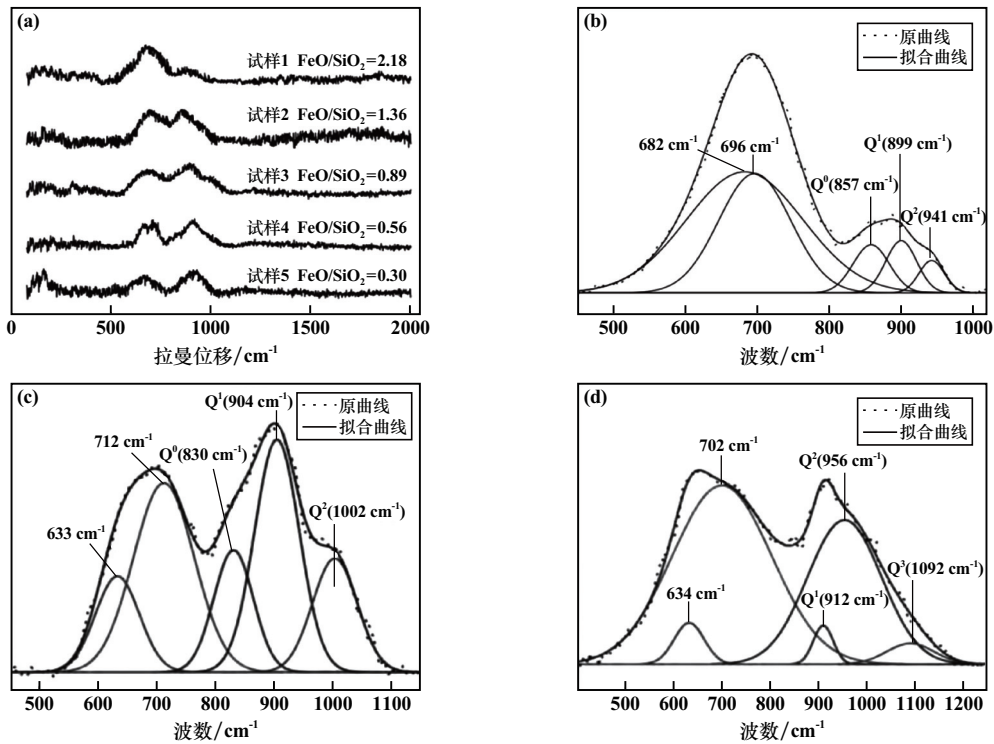 (a)
试样1 FeO/SiO₂=2.18
试样2 FeO/SiO₂=1.36
试样3 FeO/SiO₂=0.89
试样4 FeO/SiO₂=0.56
试样5 FeO/SiO₂=0.30
0 500 1000 1500 2000
拉曼位移/cm⁻¹
(b)
原曲线
拟合曲线
682 cm⁻¹
696 cm⁻¹
Q¹(899 cm⁻¹)
Q⁰(857 cm⁻¹)
Q²(941 cm⁻¹)
500 600 700 800 900 1000
波数/cm⁻¹
(c)
原曲线
拟合曲线
Q¹(904 cm⁻¹)
712 cm⁻¹
Q⁰(830 cm⁻¹)
Q²(1002 cm⁻¹)
633 cm⁻¹
500 600 700 800 900 1000 1100
波数/cm⁻¹
(d)
原曲线
拟合曲线
702 cm⁻¹
Q²(956 cm⁻¹)
Q³(1092 cm⁻¹)
634 cm⁻¹
Q¹(912 cm⁻¹)
500 600 700 800 900 1000 1100 1200
波数/cm⁻¹